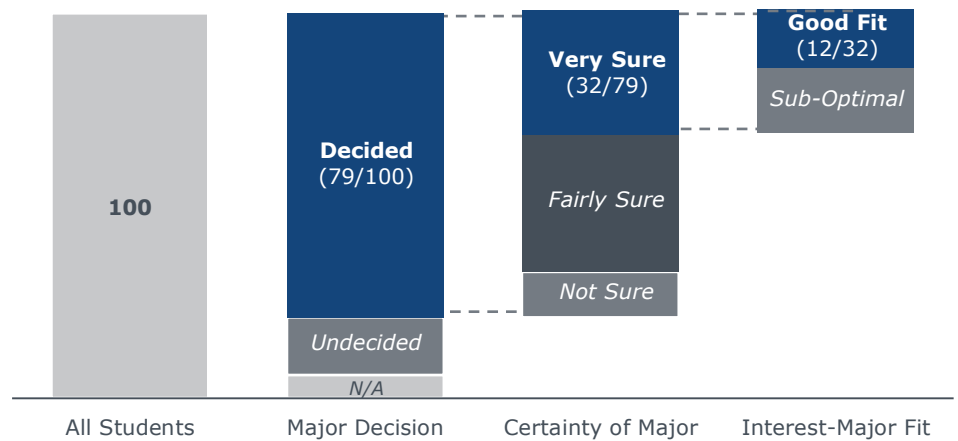 100
Decided
(79/100)
Undecided
N/A
Very Sure
(32/79)
Fairly Sure
Not Sure
Good Fit
(12/32)
Sub-Optimal
All Students
Major Decision
Certainty of Major
Interest-Major Fit